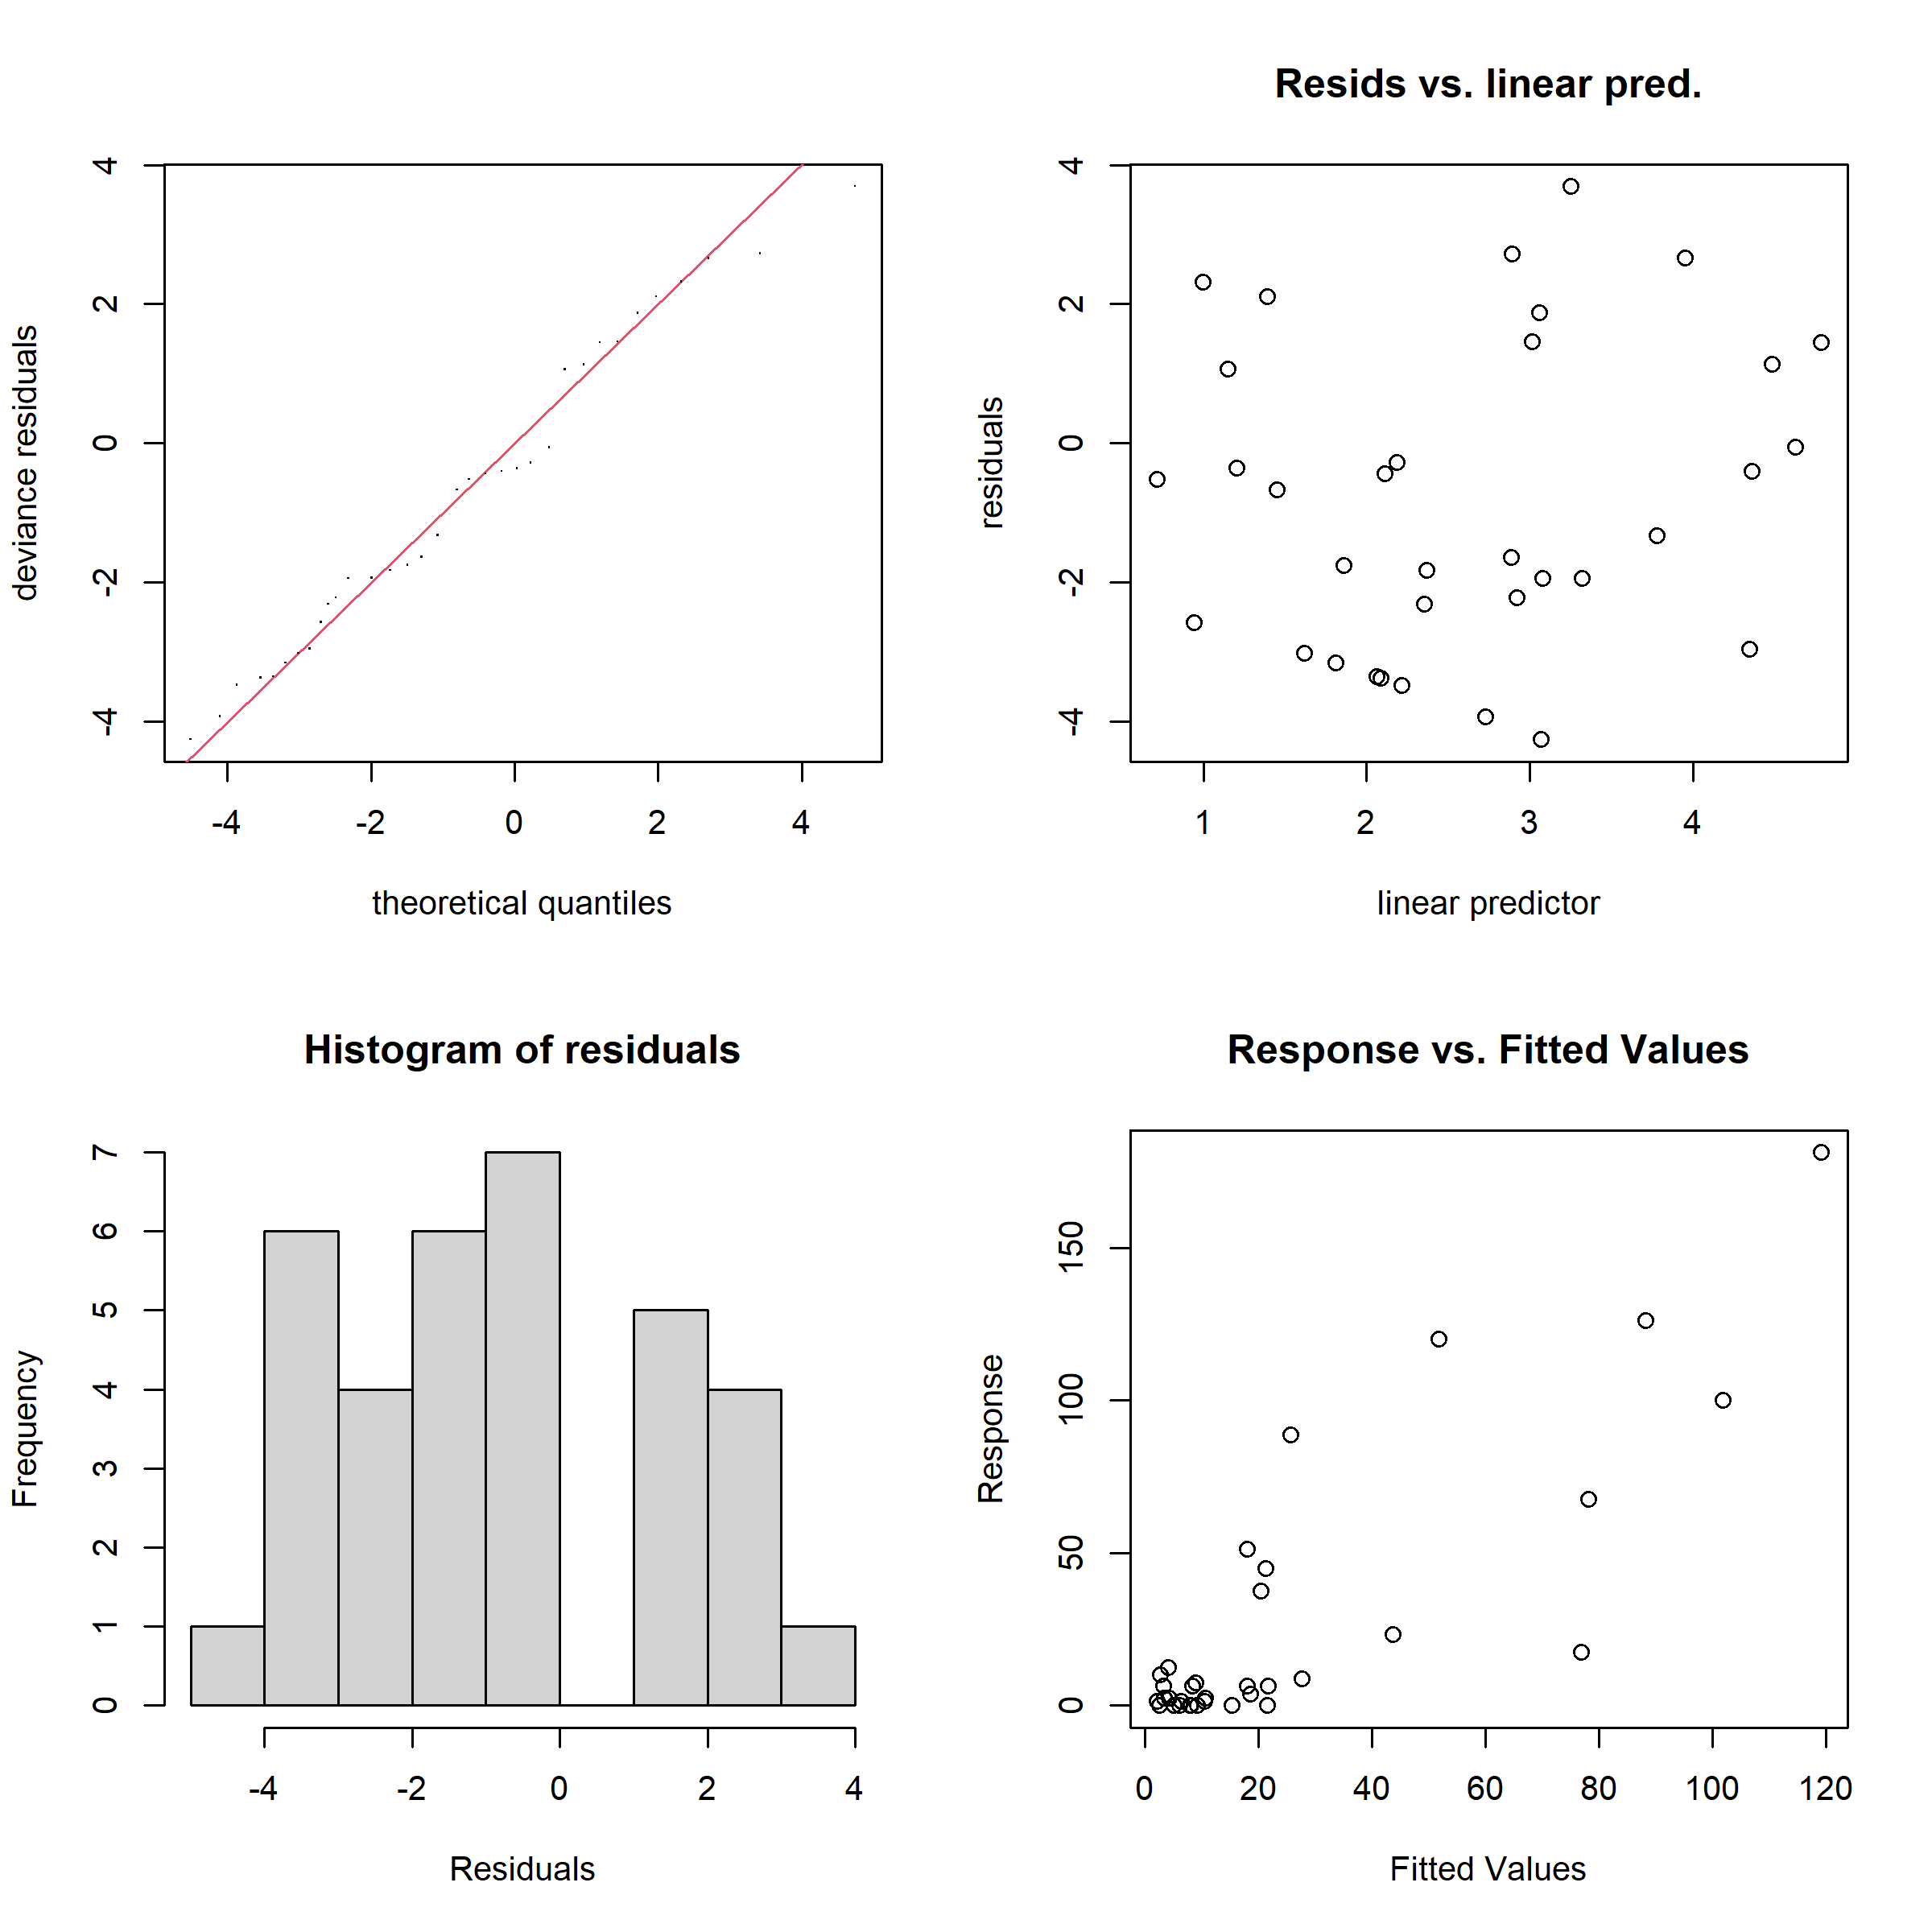 deviance residuals
4
2
0
-2
-4
-4 -2 0 2 4
theoretical quantiles
Resids vs. linear pred.
residuals
4
2
0
-2
-4
1 2 3 4
linear predictor
Histogram of residuals
Frequency
7
6
5
4
3
2
1
0
-4 -2 0 2 4
Residuals
Response vs. Fitted Values
Response
150
100
50
0
0 20 40 60 80 100 120
Fitted Values